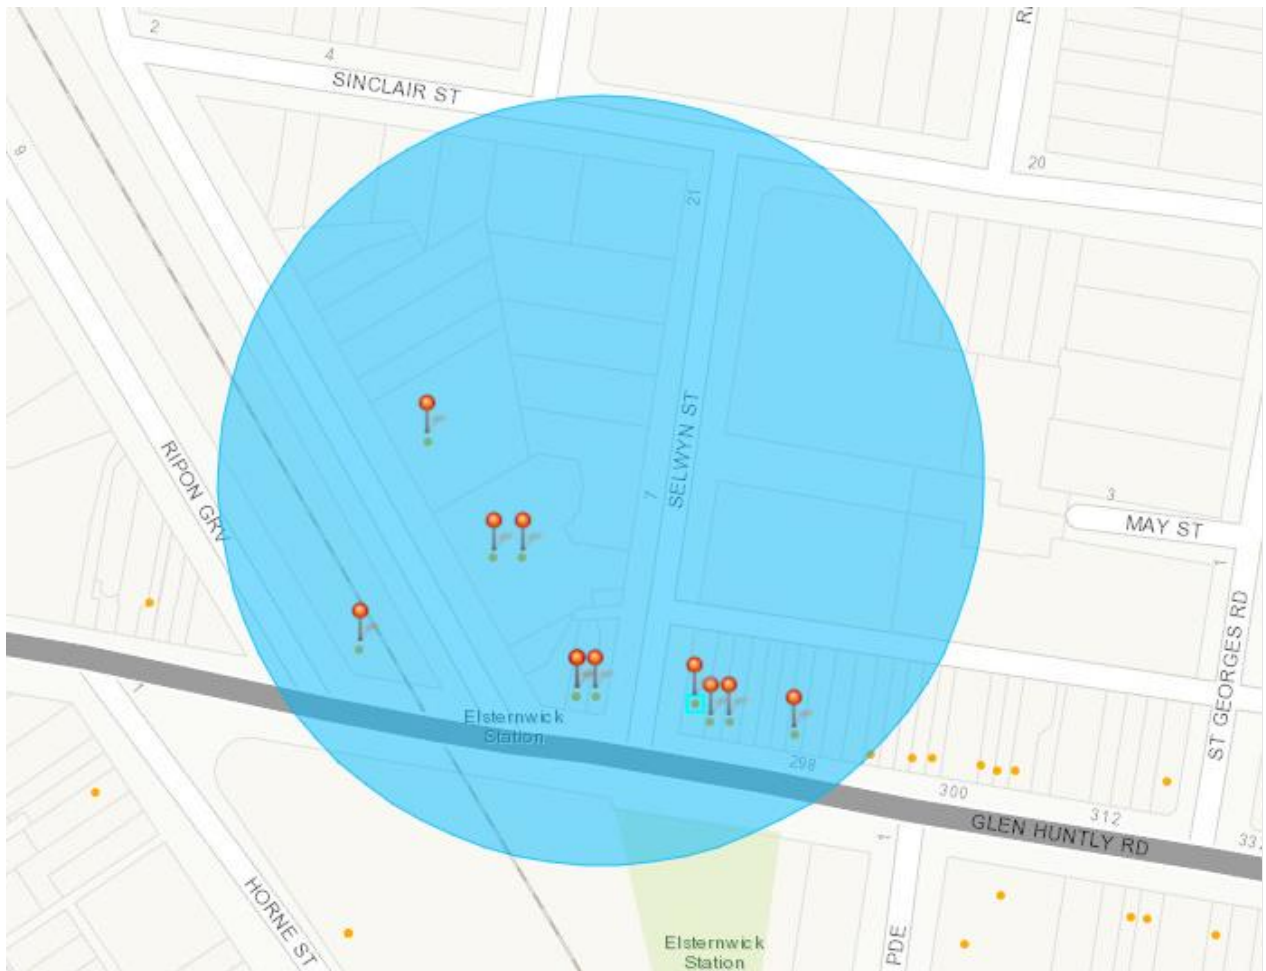 2
4
SINCLAIR ST
20
9
21
RIPON GRV
7
SELWYN ST
3
MAY ST
1
ST GEORGES RD
1
Elsternwick
Station
298
300
312
GLEN HUNTLY RD
1
HORNE ST
PDE
Elsternwick
Station